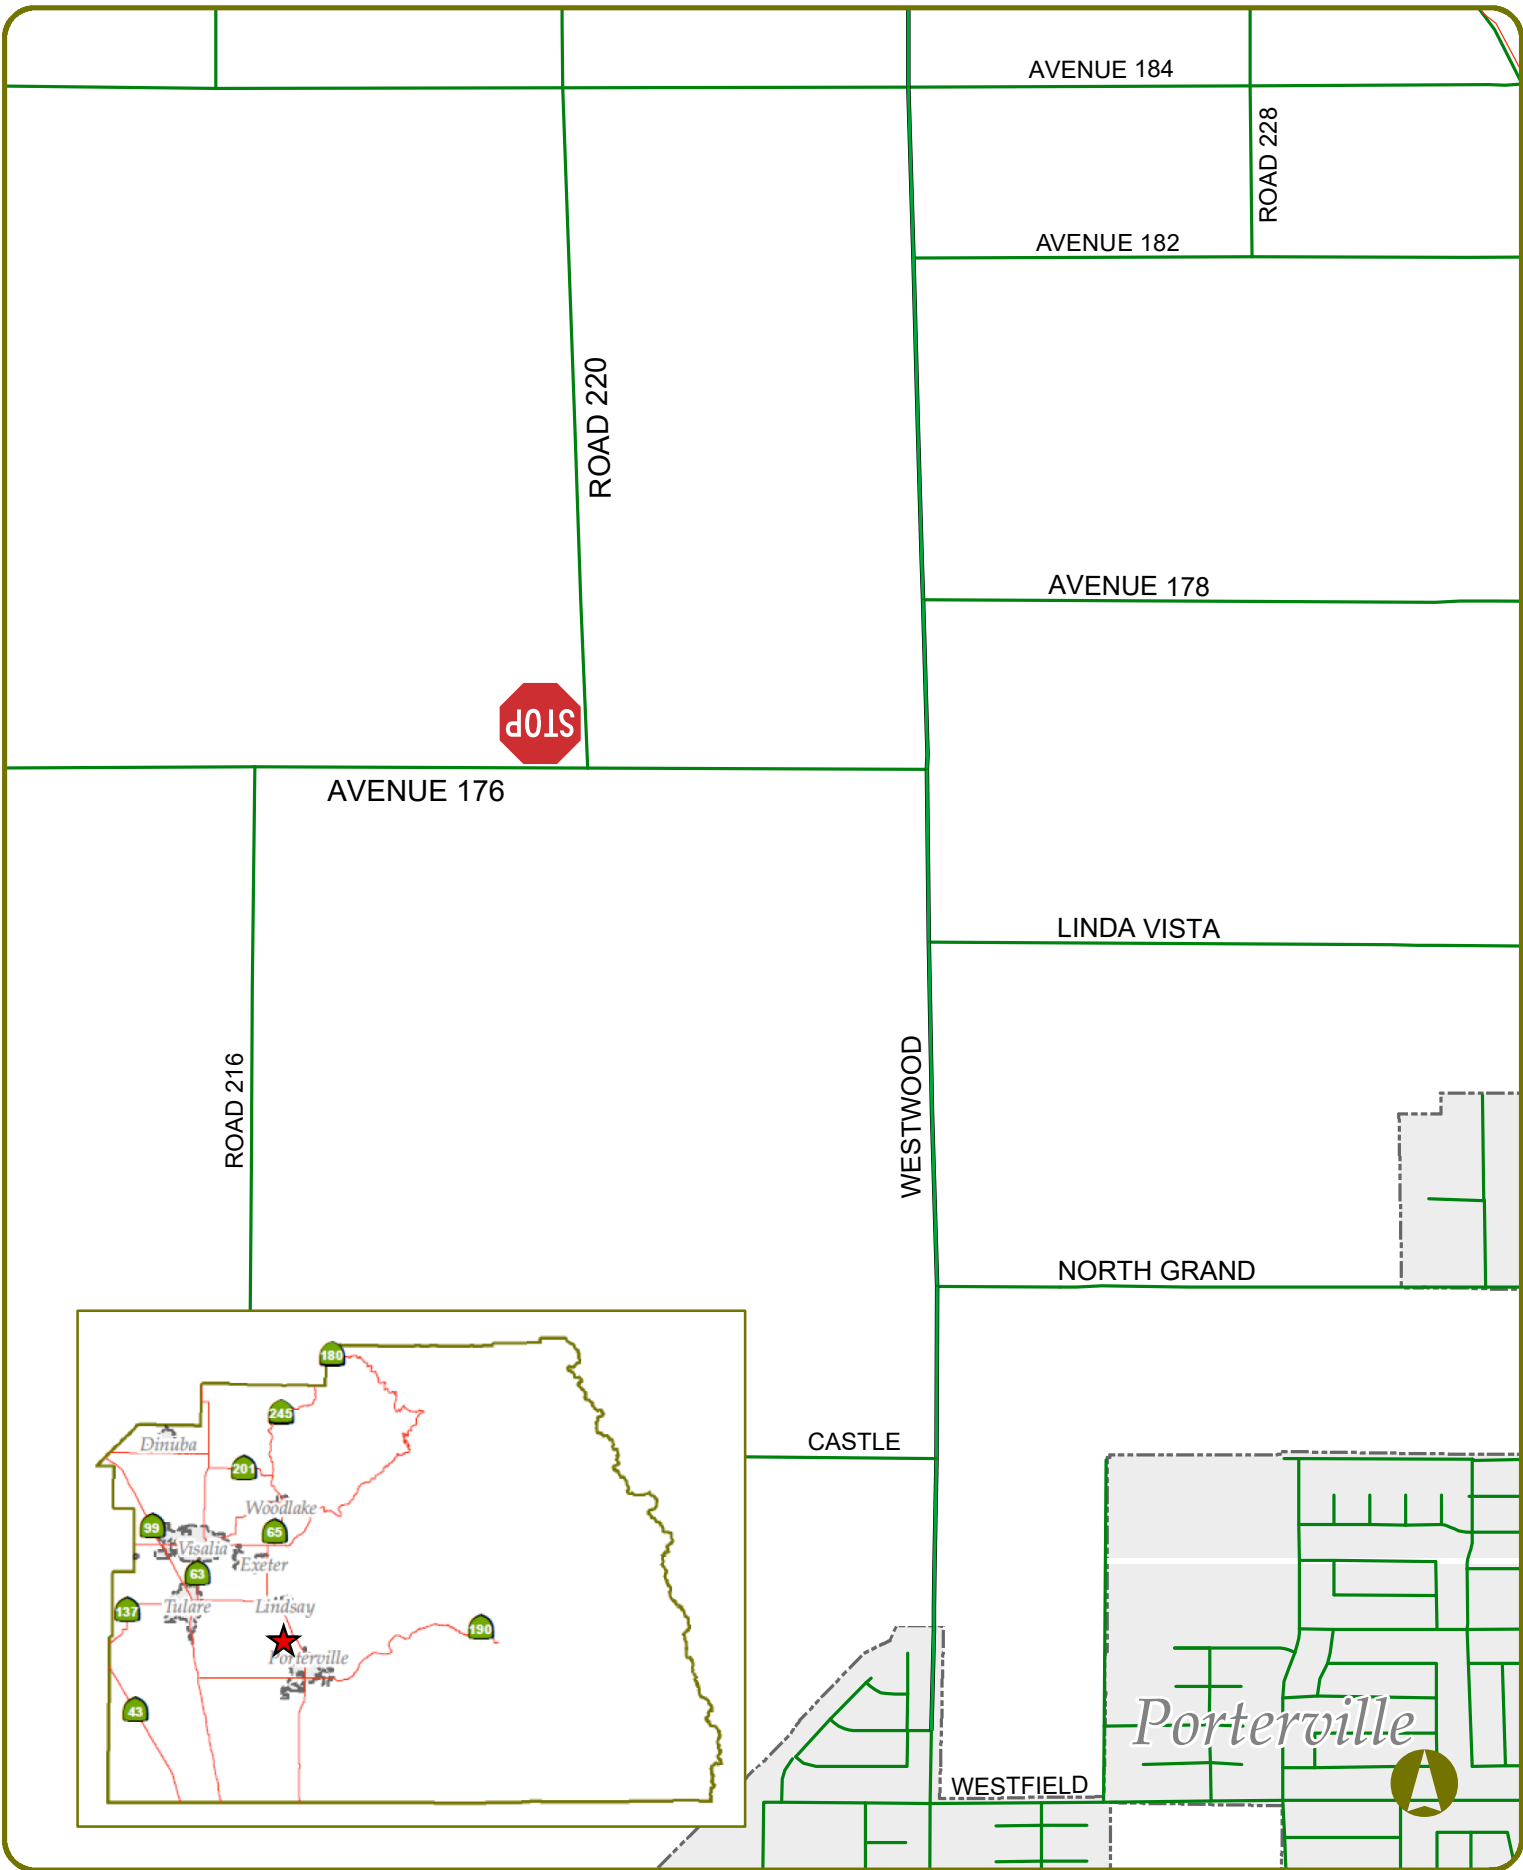 AVENUE 184
ROAD 228
AVENUE 182
ROAD 220
AVENUE 178
STOP
AVENUE 176
LINDA VISTA
WESTWOOD
ROAD 216
NORTH GRAND
180
245
CASTLE
Dinuba
201
Woodlake
99
65
Visalia
Exeter
63
137
Tulare
Lindsay
190
Porterville
43
Porterville
WESTFIELD